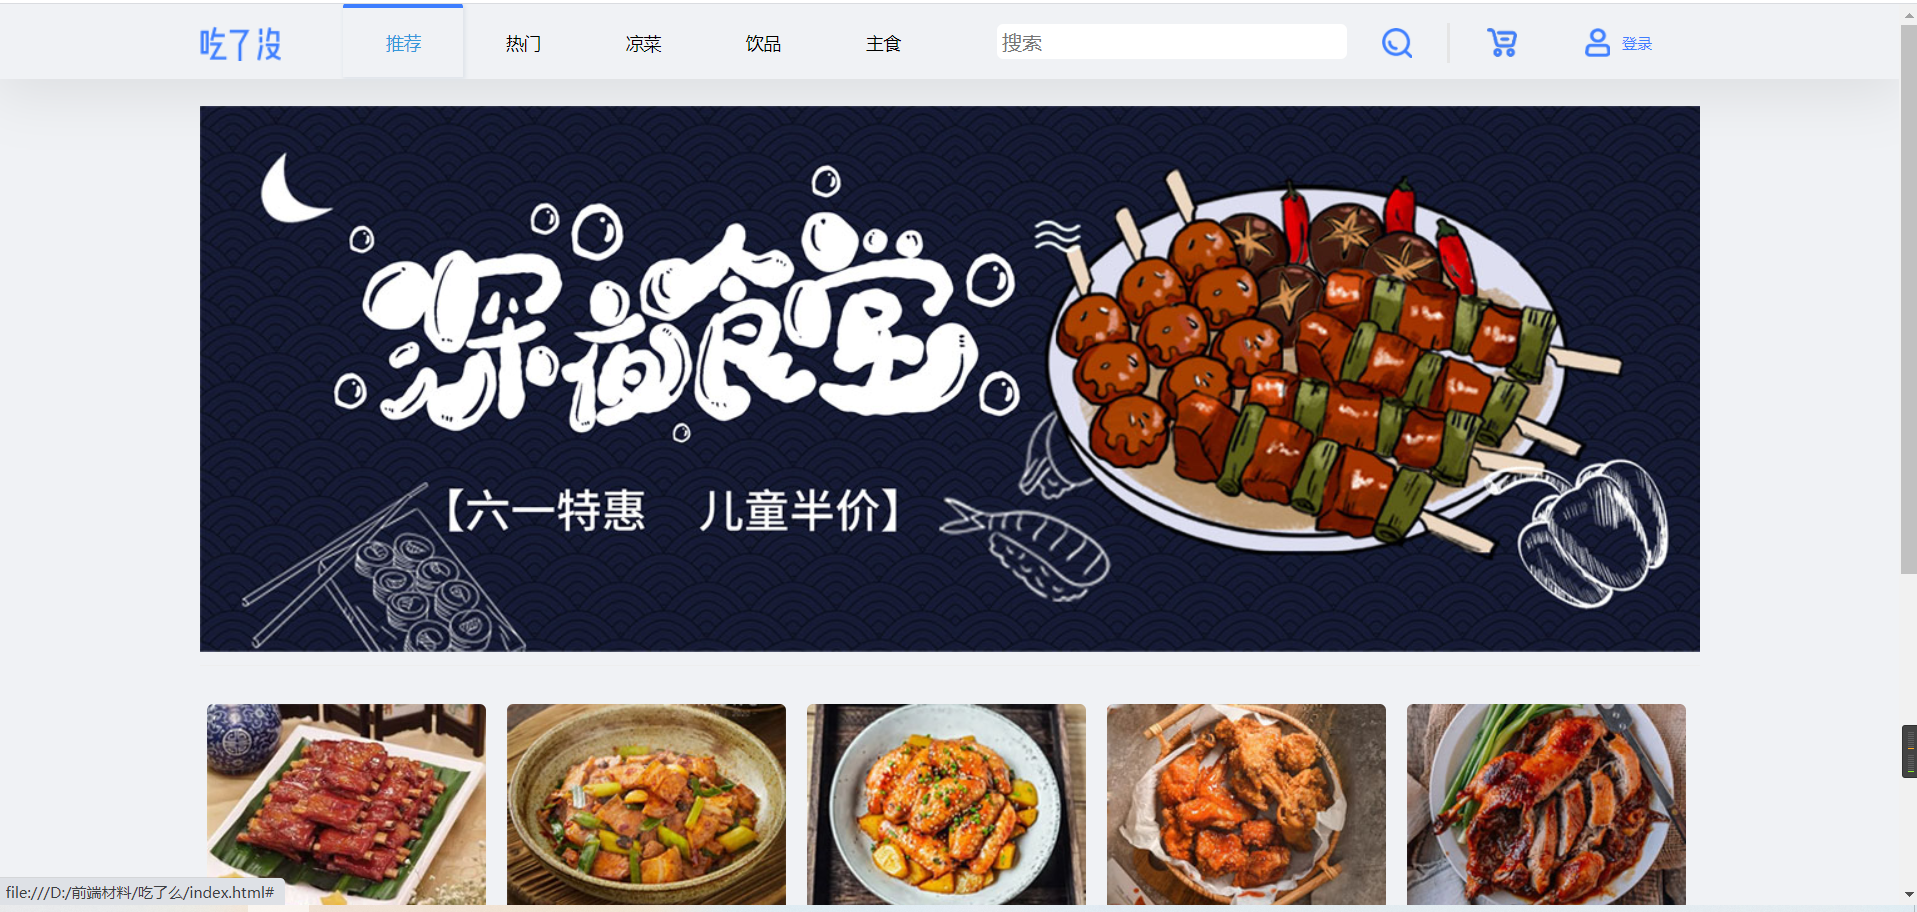 吃了没
推荐 热门 凉菜 饮品 主食 搜索 登录
深夜食堂
【六一特惠 儿童半价】
file:///D:/前端材料/吃了么/index.html#